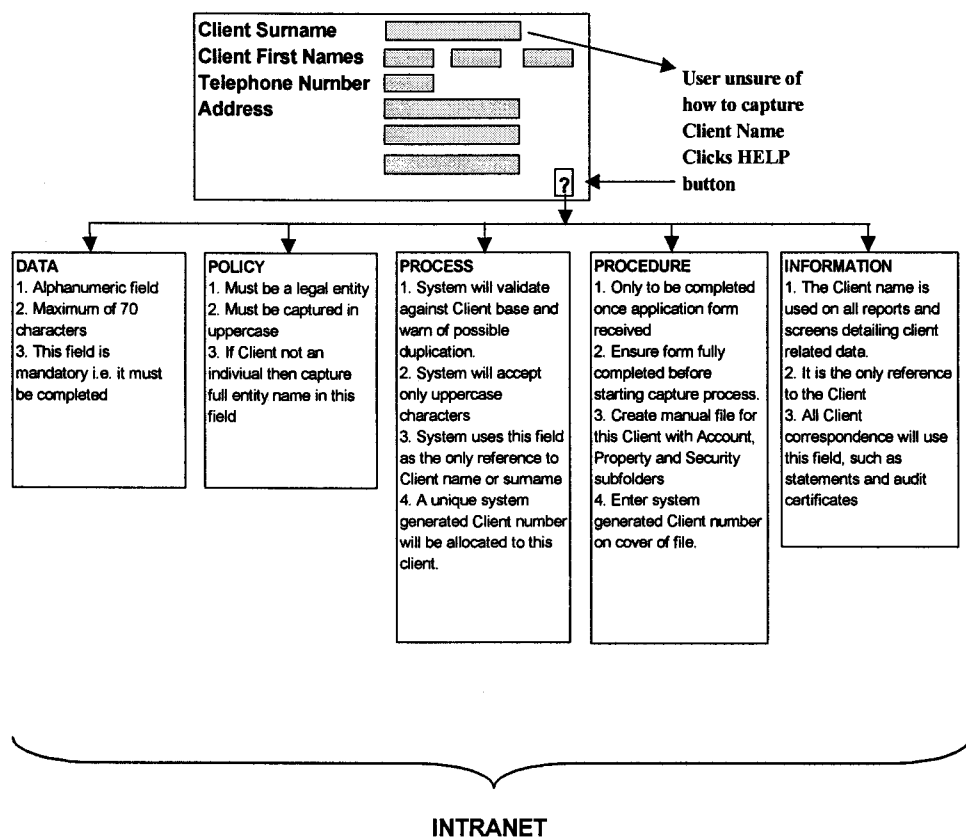 Client Surname
Client First Names
Telephone Number
Address
User unsure of
how to capture
Client Name
Clicks HELP
button
?
DATA
1. Alphanumeric field
2. Maximum of 70
characters
3. This field is
mandatory i.e. it must
be completed
POLICY
1. Must be a legal entity
2. Must be captured in
uppercase
3. If Client not an
indiviual then capture
full entity name in this
field
PROCESS
1. System will validate
against Client base and
warn of possible
duplication.
2. System will accept
only uppercase
characters
3. System uses this field
as the only reference to
Client name or surname
4. A unique system
generated Client number
will be allocated to this
client.
PROCEDURE
1. Only to be completed
once application form
received
2. Ensure form fully
completed before
starting capture process.
3. Create manual file for
this Client with Account,
Property and Security
subfolders
4. Enter system
generated Client number
on cover of file.
INFORMATION
1. The Client name is
used on all reports and
screens detailing client
related data.
2. It is the only reference
to the Client
3. All Client
correspondence will use
this field, such as
statements and audit
certificates
INTRANET